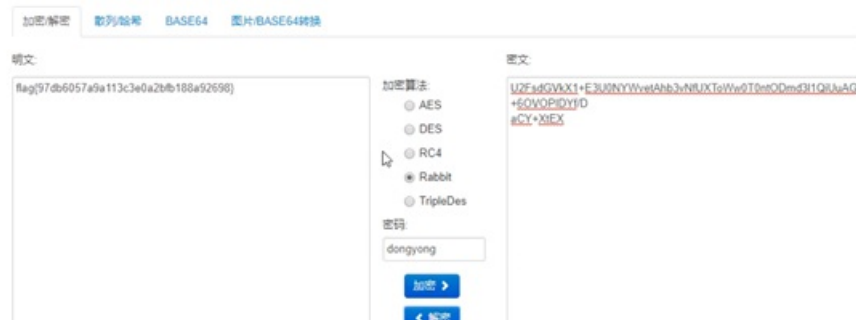 加密/解密 散列/哈希 BASE64 图片/BASE64转换
明文: 密文:
flag{97db6057a9a113c3e0a2bfb188a92698}
加密算法:
AES
DES
RC4
Rabbit
TripleDes
密码:
dongyong
加密 >
< 解密
+6OVOPIDYf/D
aCY+XtEX